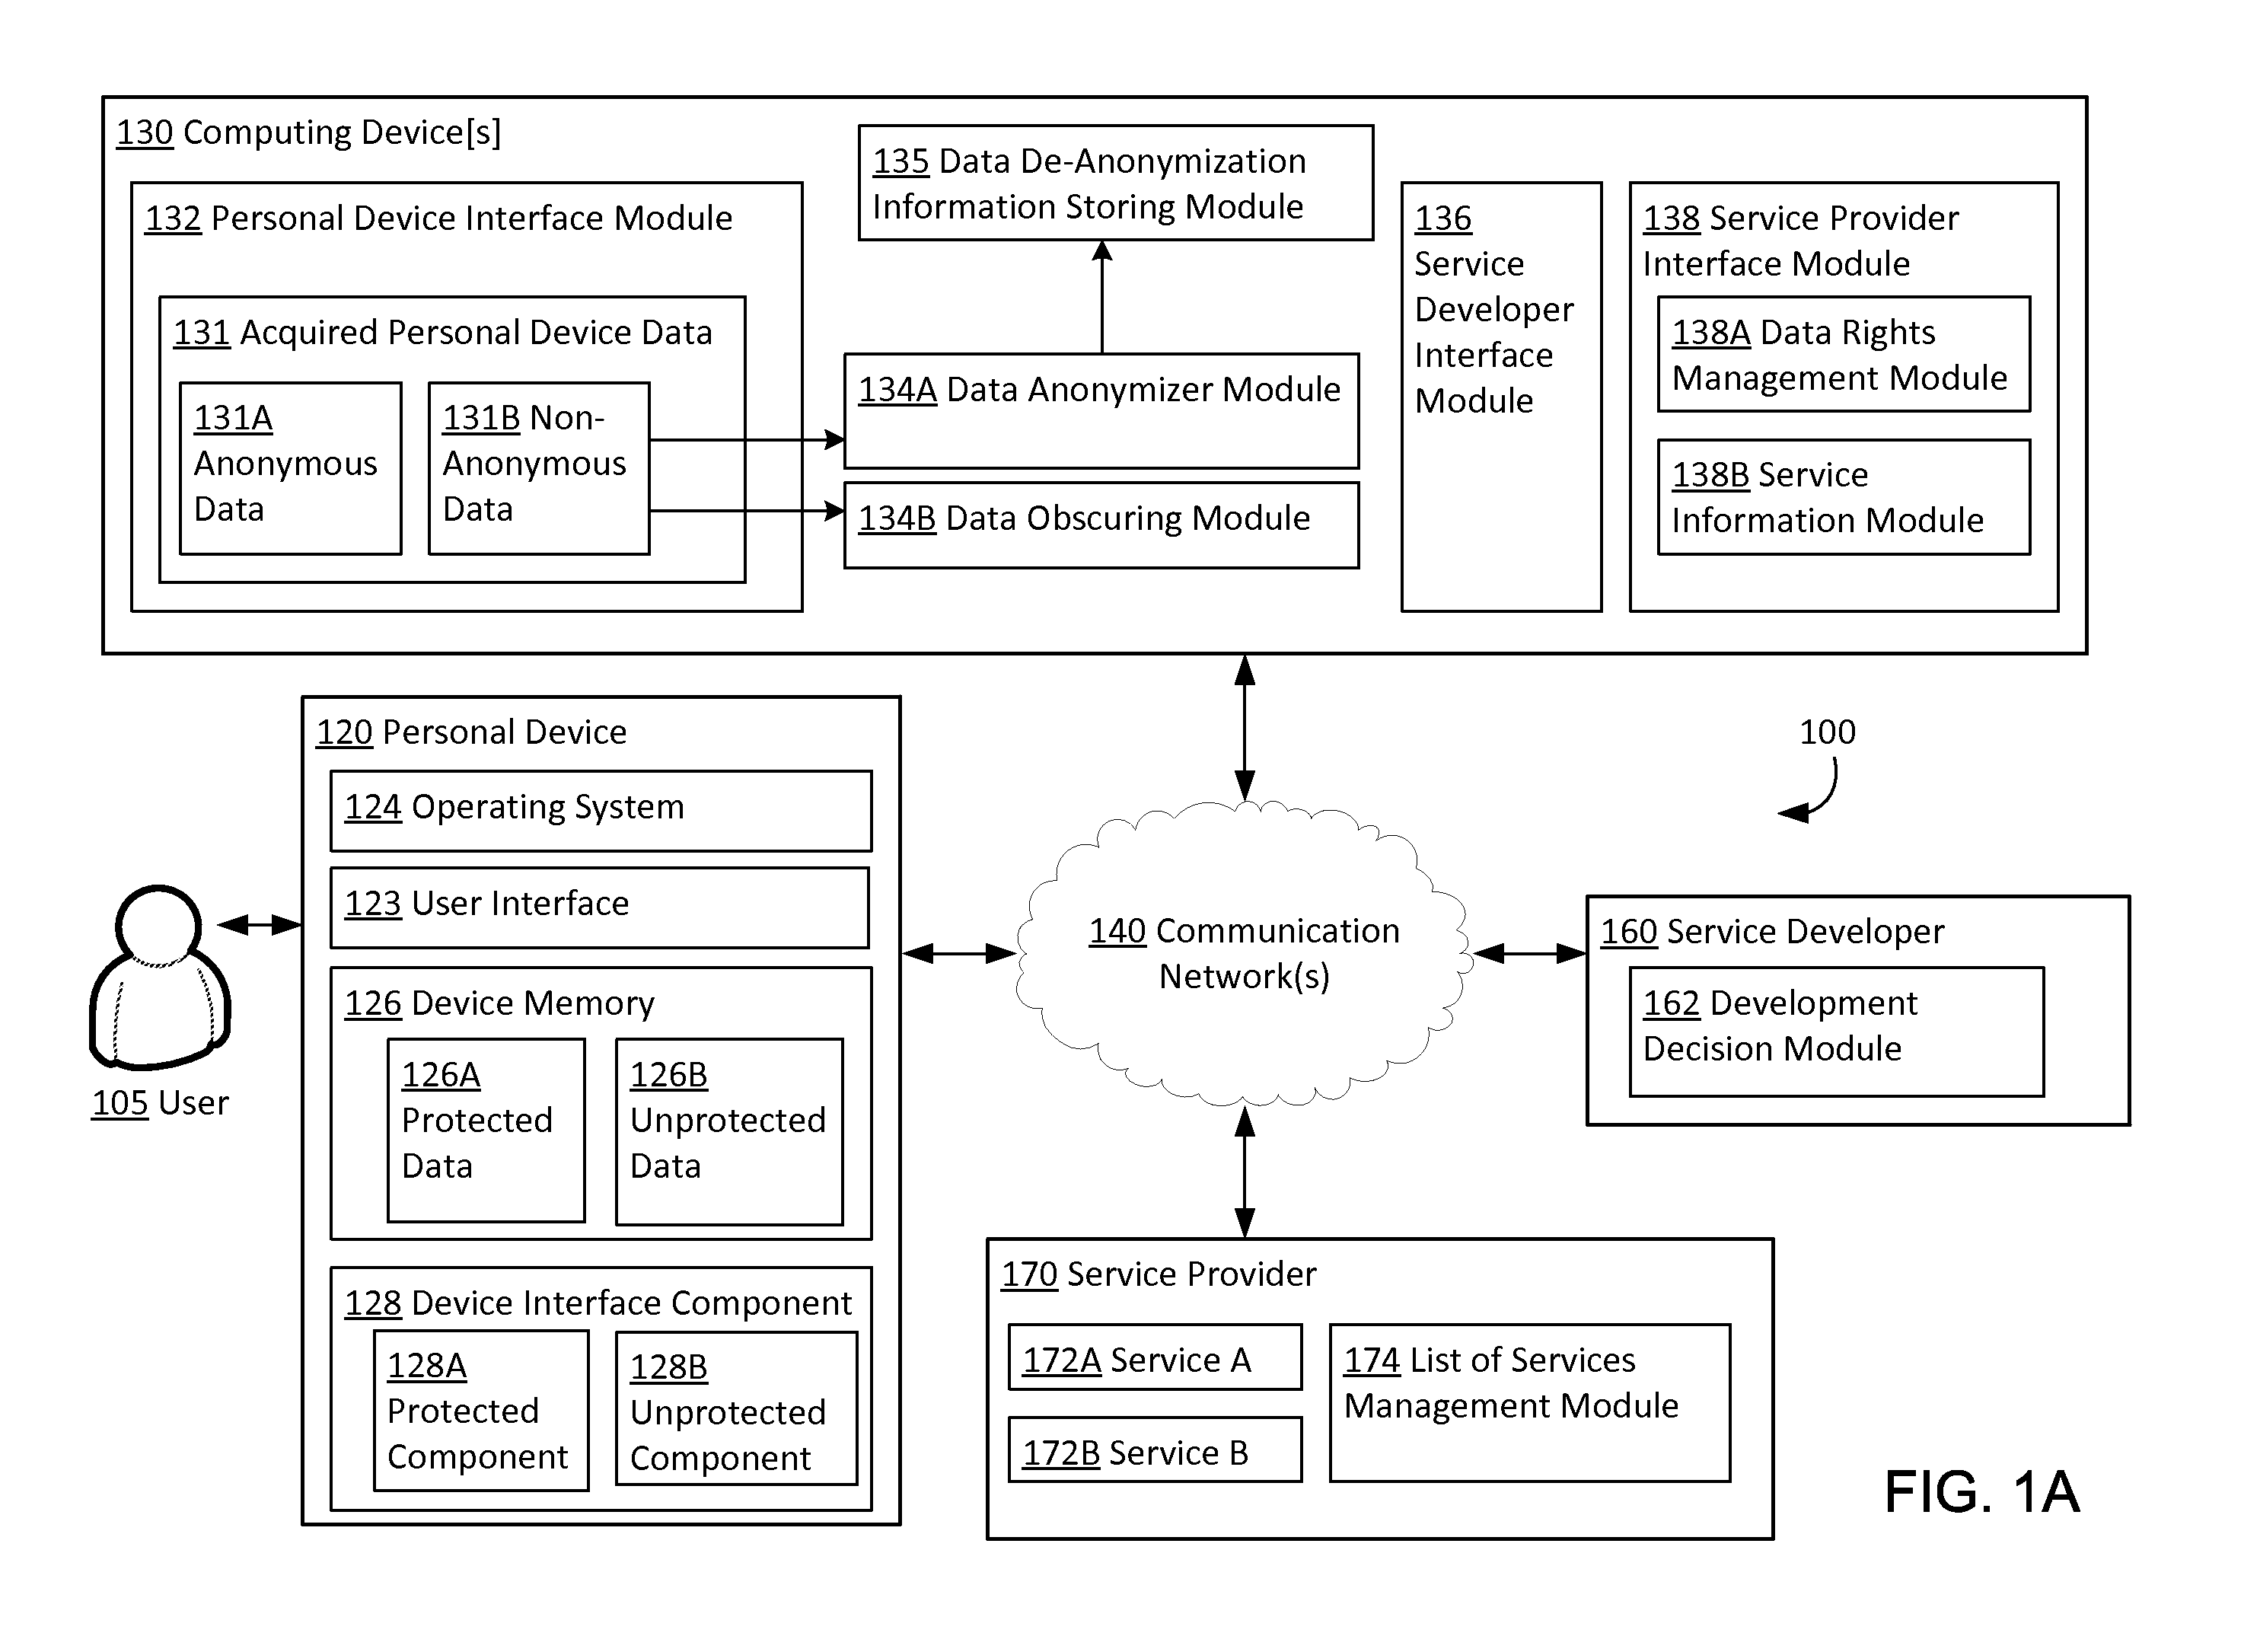 130 Computing Device[s]
132 Personal Device Interface Module
131 Acquired Personal Device Data
131A
Anonymous
Data
131B Non-
Anonymous
Data
135 Data De-Anonymization
Information Storing Module
134A Data Anonymizer Module
134B Data Obscuring Module
136
Service
Developer
Interface
Module
138 Service Provider
Interface Module
138A Data Rights
Management Module
138B Service
Information Module
100
105 User
120 Personal Device
124 Operating System
123 User Interface
126 Device Memory
126A
Protected
Data
126B
Unprotected
Data
128 Device Interface Component
128A
Protected
Component
128B
Unprotected
Component
140 Communication
Network(s)
160 Service Developer
162 Development
Decision Module
170 Service Provider
172A Service A
172B Service B
174 List of Services
Management Module
FIG. 1A